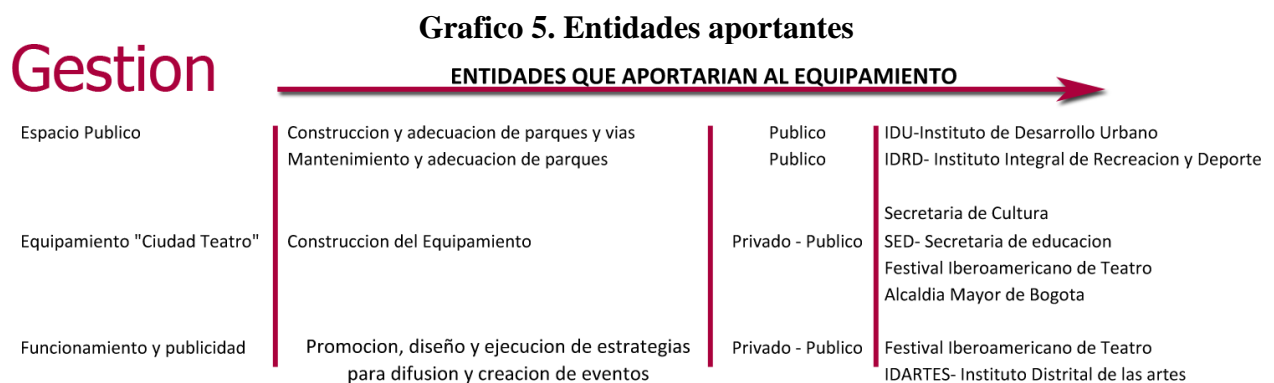 Grafico 5. Entidades aportantes
Gestion
ENTIDADES QUE APORTARIAN AL EQUIPAMIENTO
Espacio Publico Construccion y adecuacion de parques y vias Publico IDU-Instituto de Desarrollo Urbano
Mantenimiento y adecuacion de parques Publico IDRD- Instituto Integral de Recreacion y Deporte
Secretaria de Cultura
Equipamiento "Ciudad Teatro" Construccion del Equipamiento Privado - Publico SED- Secretaria de educacion
Festival Iberoamericano de Teatro
Alcaldia Mayor de Bogota
Funcionamiento y publicidad Promocion, diseño y ejecucion de estrategias Privado - Publico Festival Iberoamericano de Teatro
para difusion y creacion de eventos IDARTES- Instituto Distrital de las artes